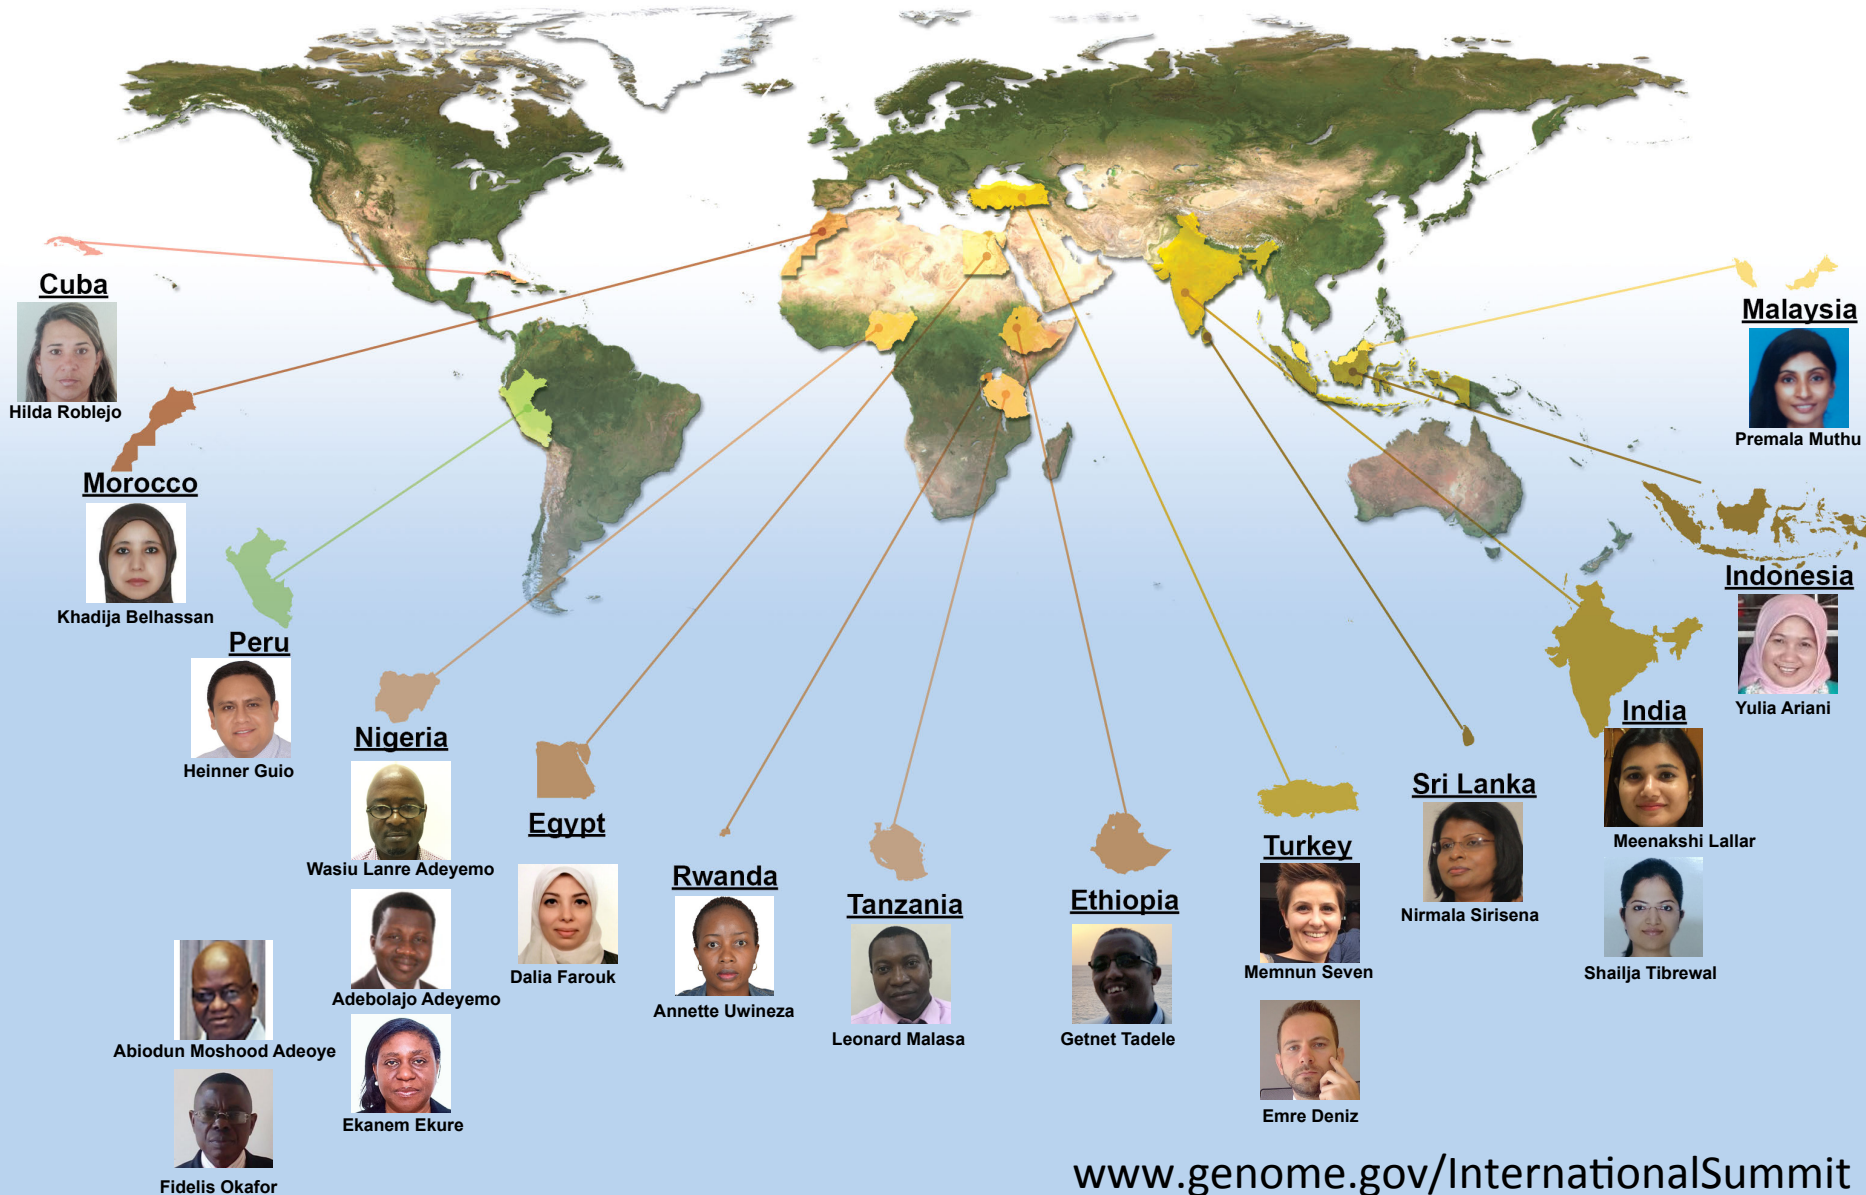 Cuba
Hilda Roblejo
Morocco
Khadija Belhassan
Peru
Heinner Guio
Nigeria
Wasiu Lanre Adeyemo
Adebolajo Adeyemo
Abiodun Moshood Adeoye
Ekanem Ekure
Fidelis Okafor
Egypt
Dalia Farouk
Rwanda
Annette Uwineza
Tanzania
Leonard Malasa
Ethiopia
Getnet Tadele
Turkey
Memnun Seven
Emre Deniz
Sri Lanka
Nirmala Sirisena
India
Meenakshi Lallar
Shailja Tibrewal
Malaysia
Premala Muthu
Indonesia
Yulia Ariani
www.genome.gov/InternationalSummit